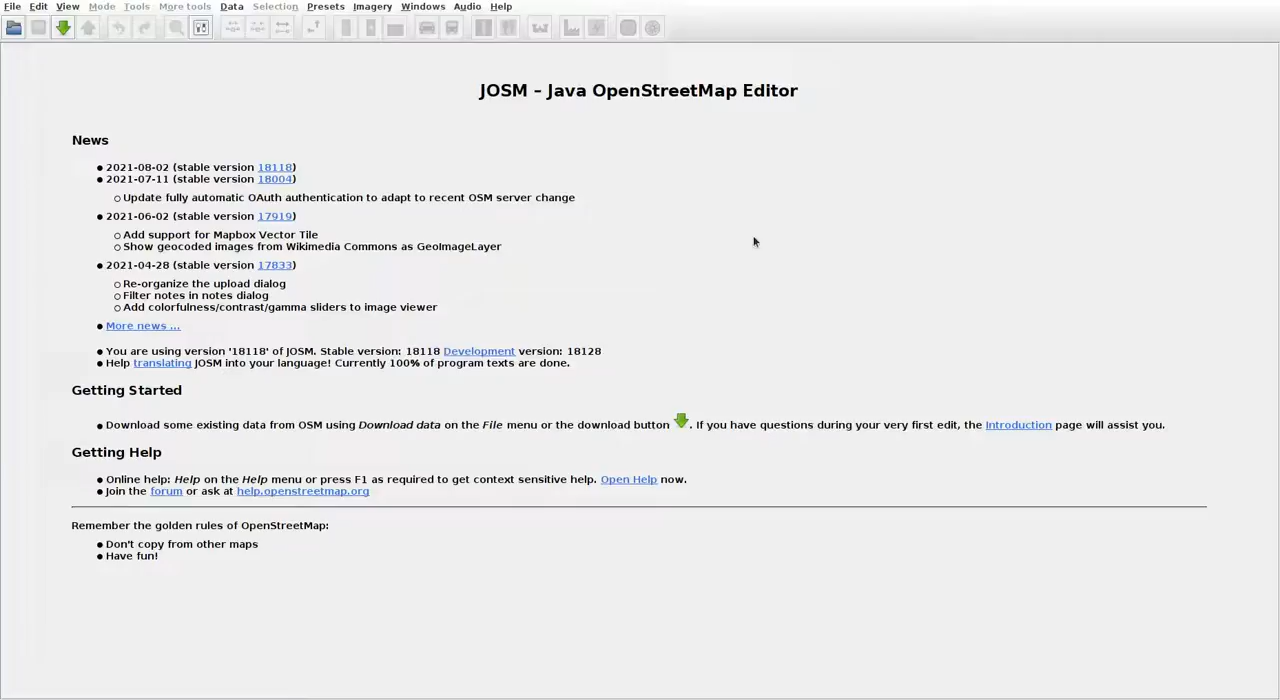 File Edit View Mode Tools More tools Data Selection Presets Imagery Windows Audio Help
JOSM – Java OpenStreetMap Editor
News
● 2021-08-02 (stable version 18118)
● 2021-07-11 (stable version 18004)
○ Update fully automatic OAuth authentication to adapt to recent OSM server change
● 2021-06-02 (stable version 17919)
○ Add support for Mapbox Vector Tile
○ Show geocoded images from Wikimedia Commons as GeoImageLayer
● 2021-04-28 (stable version 17833)
○ Re-organize the upload dialog
○ Filter notes in notes dialog
○ Add colorfulness/contrast/gamma sliders to image viewer
● More news ...
● You are using version '18118' of JOSM. Stable version: 18118 Development version: 18128
● Help translating JOSM into your language! Currently 100% of program texts are done.
Getting Started
● Download some existing data from OSM using Download data on the File menu or the download button . If you have questions during your very first edit, the Introduction page will assist you.
Getting Help
● Online help: Help on the Help menu or press F1 as required to get context sensitive help. Open Help now.
● Join the forum or ask at help.openstreetmap.org
Remember the golden rules of OpenStreetMap:
● Don't copy from other maps
● Have fun!